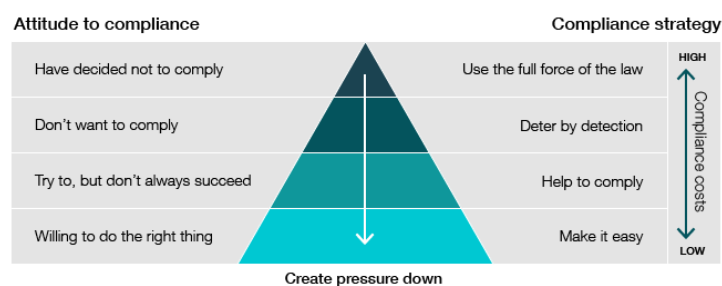 Attitude to compliance
Compliance strategy
Have decided not to comply
Use the full force of the law
HIGH
Don't want to comply
Deter by detection
Try to, but don't always succeed
Help to comply
Willing to do the right thing
Make it easy
LOW
Compliance costs
Create pressure down